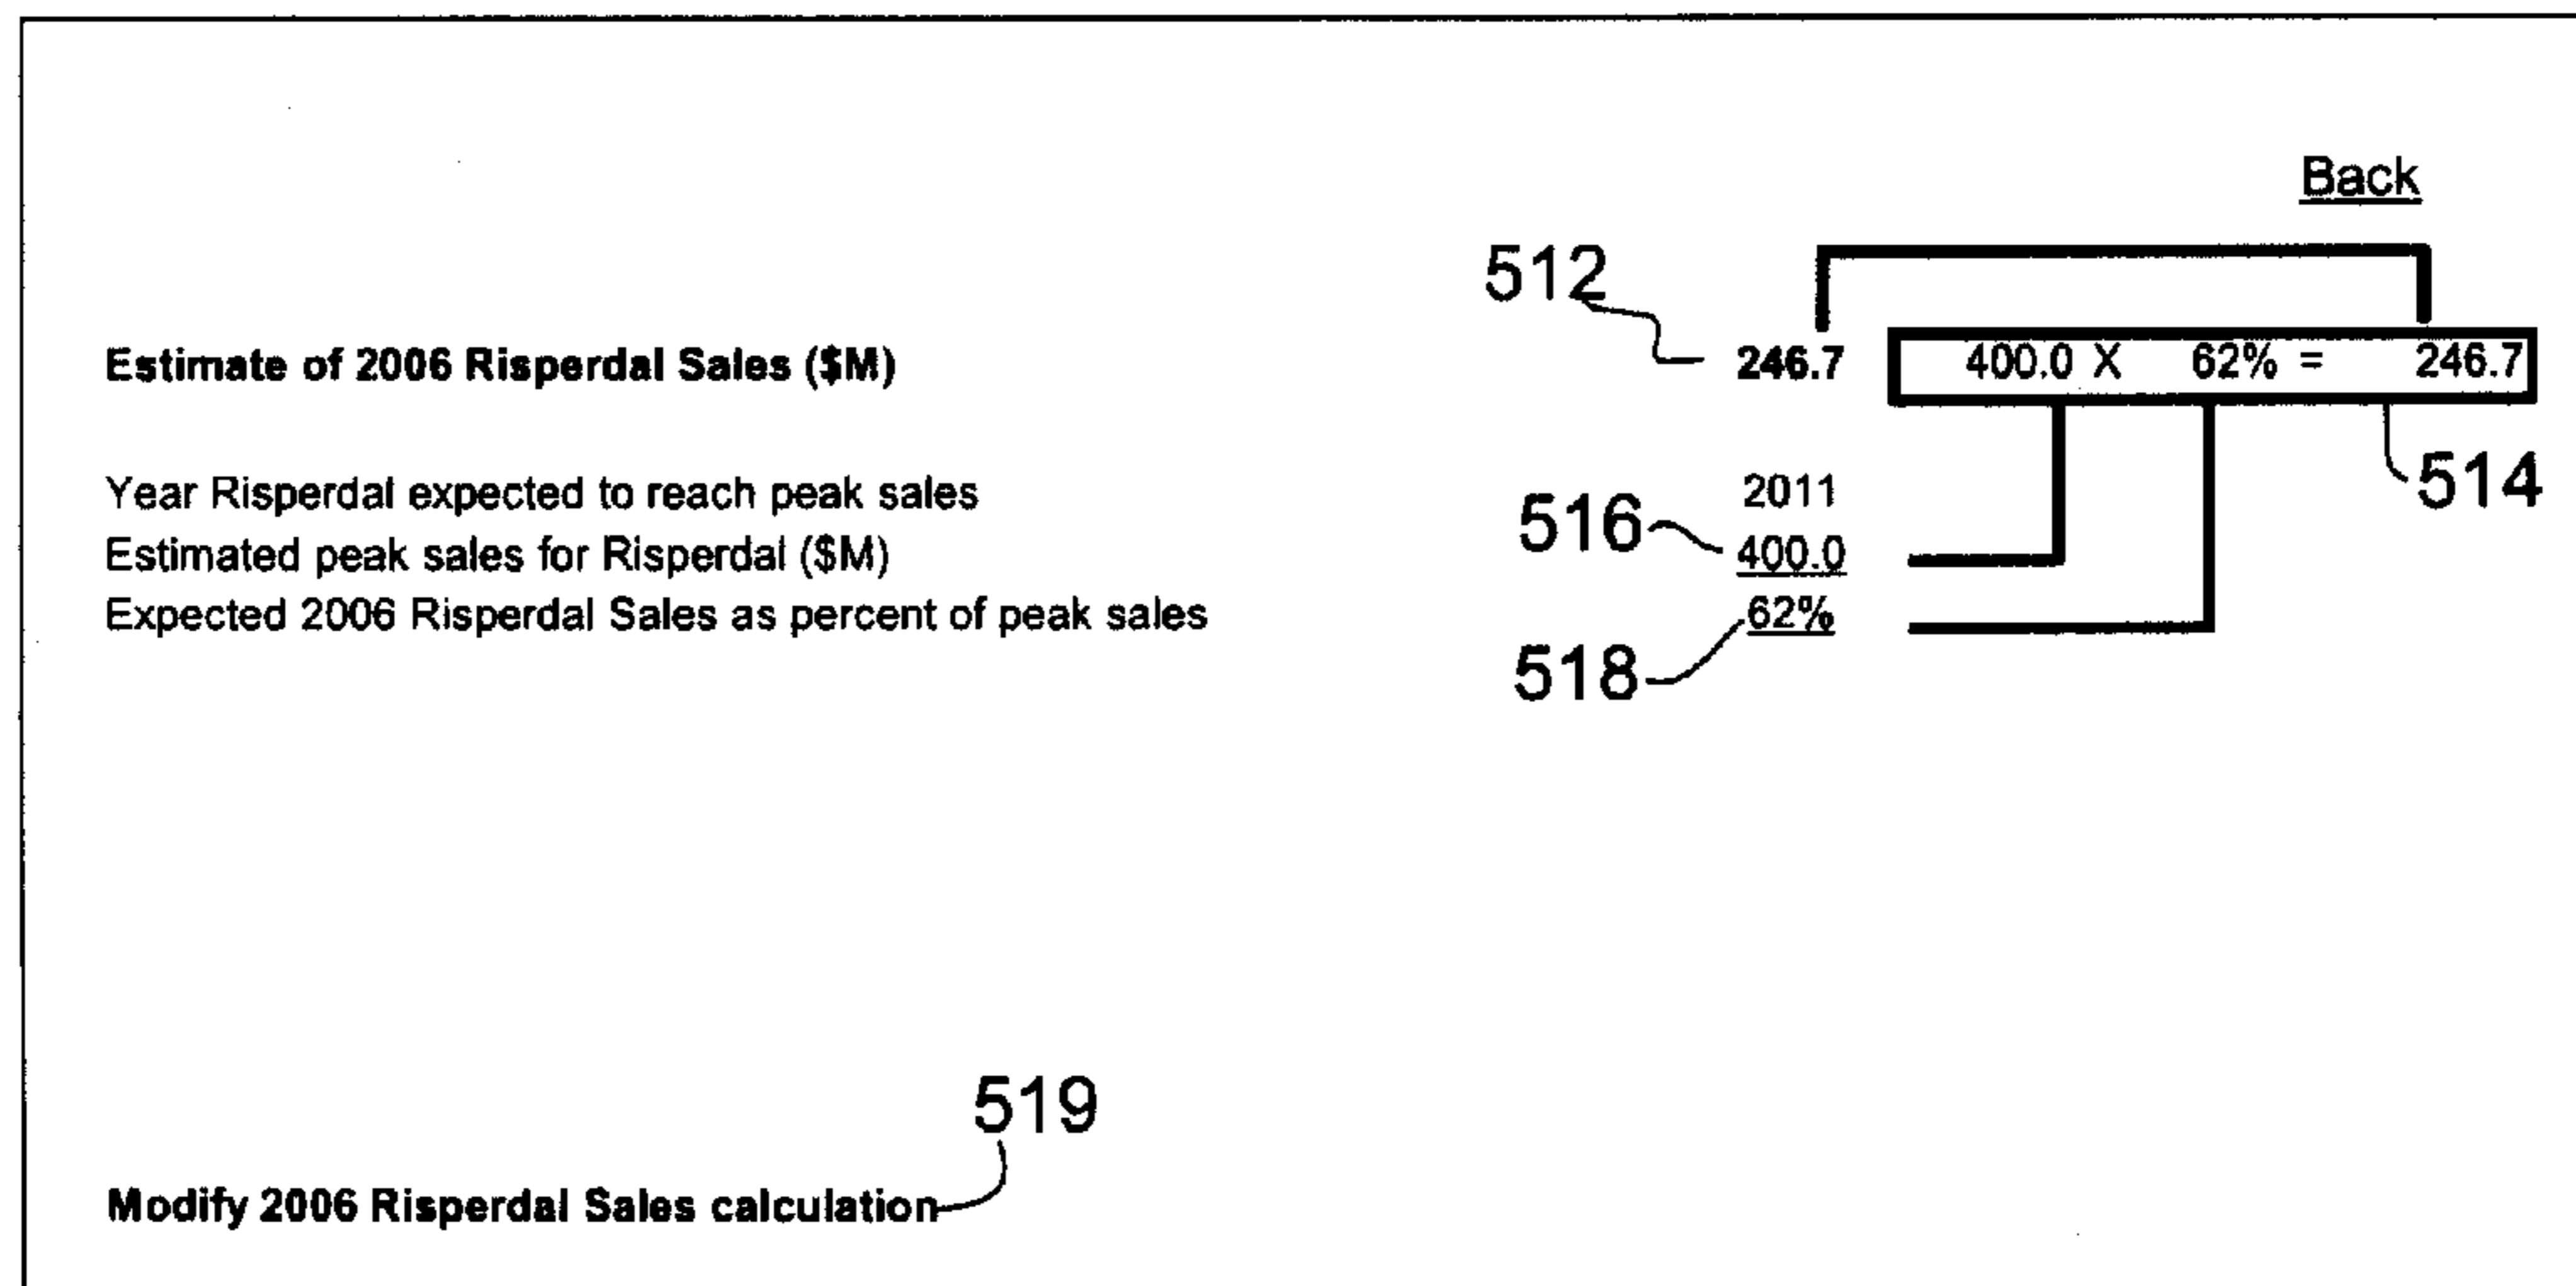 Back
512
Estimate of 2006 Risperdal Sales ($M) 246.7 400.0 X 62% = 246.7
Year Risperdal expected to reach peak sales 2011 514
516
Estimated peak sales for Risperdal ($M) 400.0
Expected 2006 Risperdal Sales as percent of peak sales 62%
518
519
Modify 2006 Risperdal Sales calculation